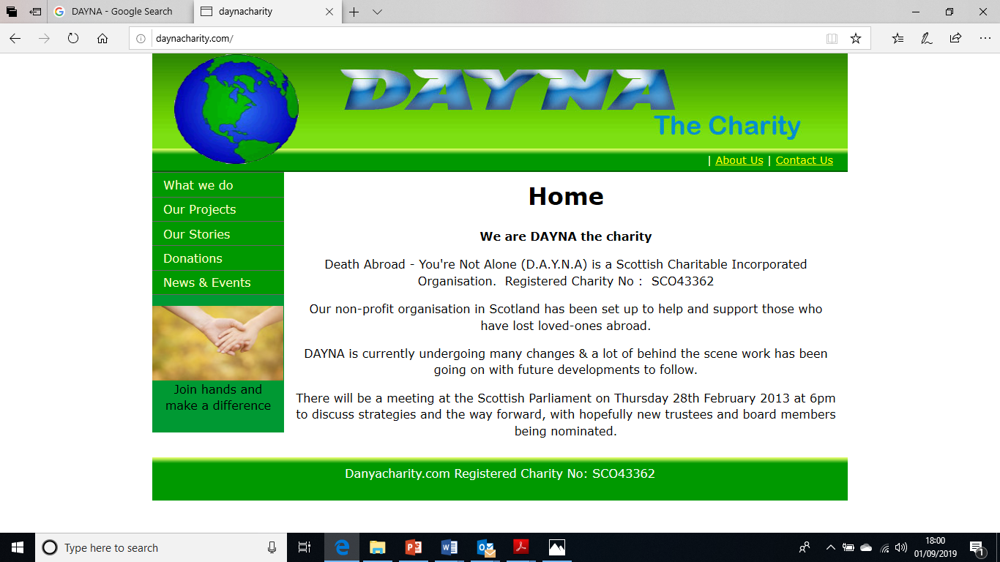 DAYNA - Google Search
daynacharity
daynacharity.com/
DAYNA
The Charity
| About Us | Contact Us
What we do
Our Projects
Our Stories
Donations
News & Events
Join hands and
make a difference
Home
We are DAYNA the charity
Death Abroad - You're Not Alone (D.A.Y.N.A) is a Scottish Charitable Incorporated
Organisation.  Registered Charity No :  SCO43362
Our non-profit organisation in Scotland has been set up to help and support those who
have lost loved-ones abroad.
DAYNA is currently undergoing many changes & a lot of behind the scene work has been
going on with future developments to follow.
There will be a meeting at the Scottish Parliament on Thursday 28th February 2013 at 6pm
to discuss strategies and the way forward, with hopefully new trustees and board members
being nominated.
Danyacharity.com Registered Charity No: SCO43362
Type here to search
18:00
01/09/2019
1